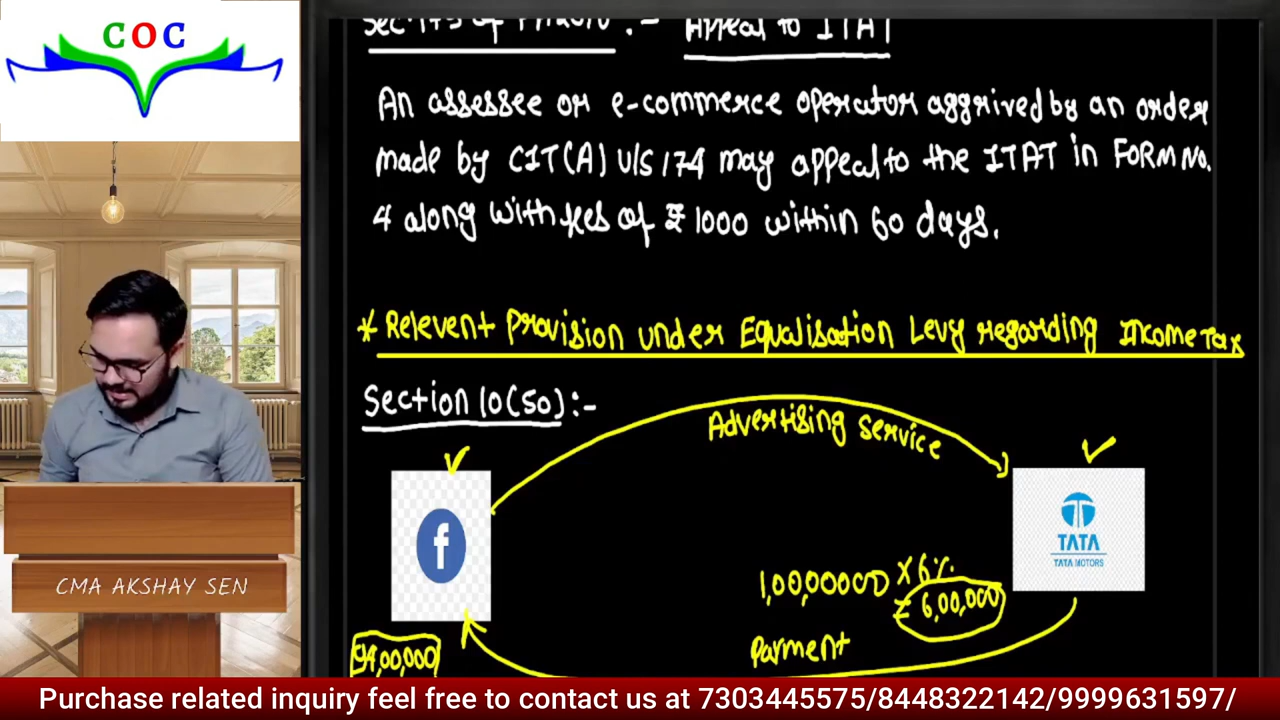 COC
Appeal to ITAT
An assessee or e-commerce operator aggrived by an order
made by CIT(A) U/S 174 may appeal to the ITAT in FORM No.
4 along with fees of ₹ 1000 within 60 days.
* Relevent Provision under Equalisation Levy regarding Income Tax
Section 10(50):-
Advertising service
f
TATA
TATA MOTORS
1,00,00000 X 6%
= 6,00,000
Payment
94,00,000
CMA AKSHAY SEN
Purchase related inquiry feel free to contact us at 7303445575/8448322142/9999631597/